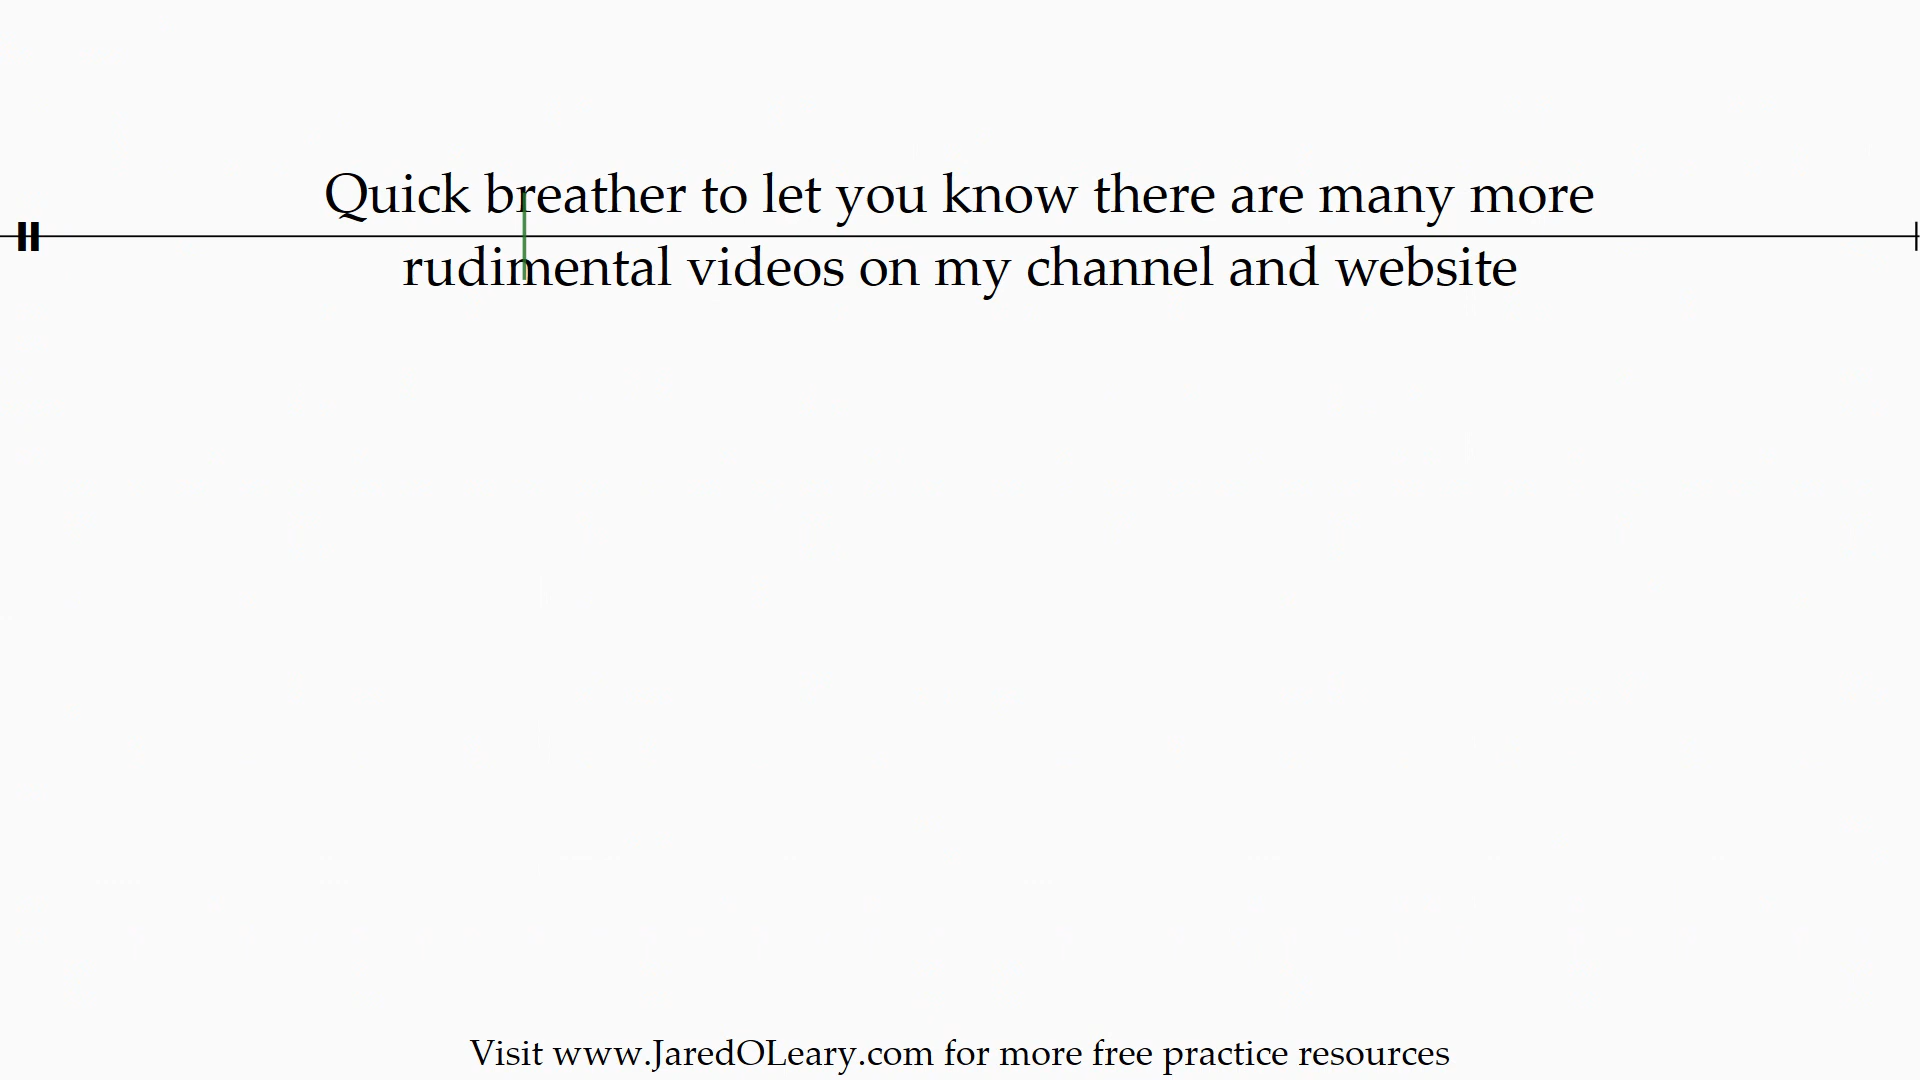 Quick breather to let you know there are many more
rudimental videos on my channel and website
Visit www.JaredOLeary.com for more free practice resources